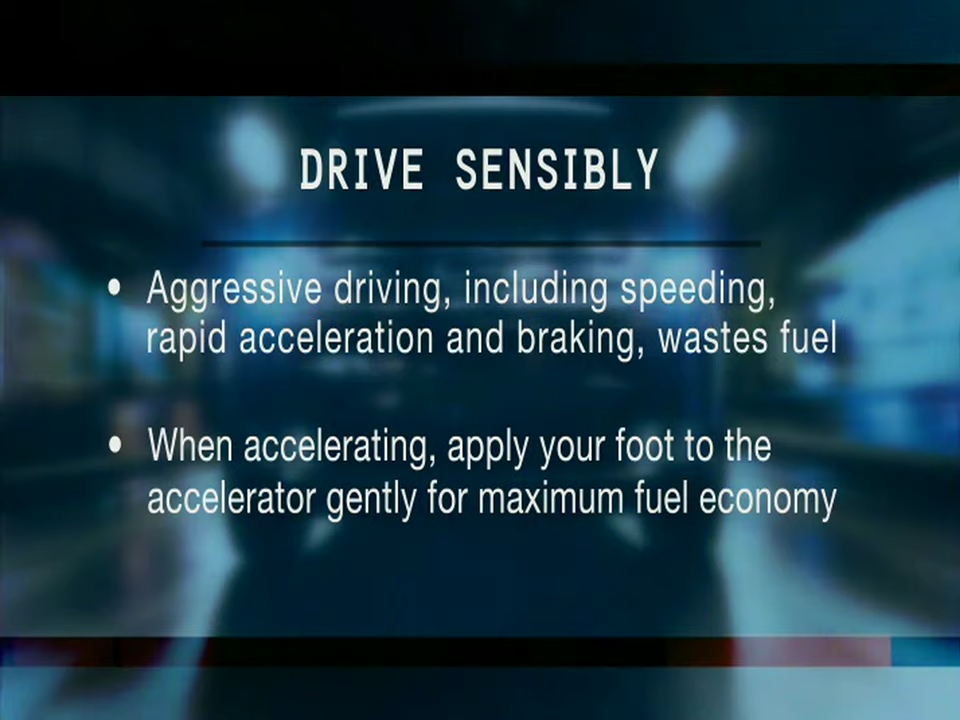 DRIVE SENSIBLY
• Aggressive driving, including speeding,
rapid acceleration and braking, wastes fuel
• When accelerating, apply your foot to the
accelerator gently for maximum fuel economy